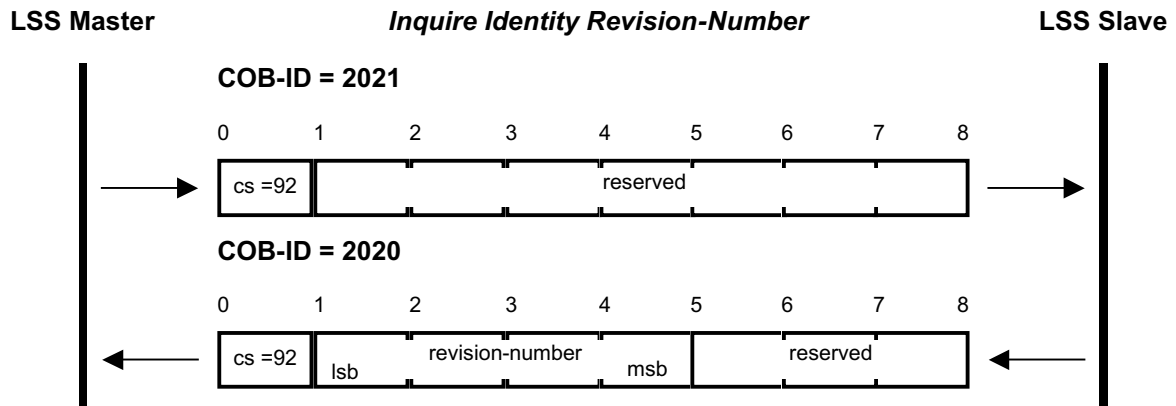 LSS Master Inquire Identity Revision-Number LSS Slave
COB-ID = 2021
0 1 2 3 4 5 6 7 8
cs =92 reserved
COB-ID = 2020
0 1 2 3 4 5 6 7 8
cs =92 lsb revision-number msb reserved